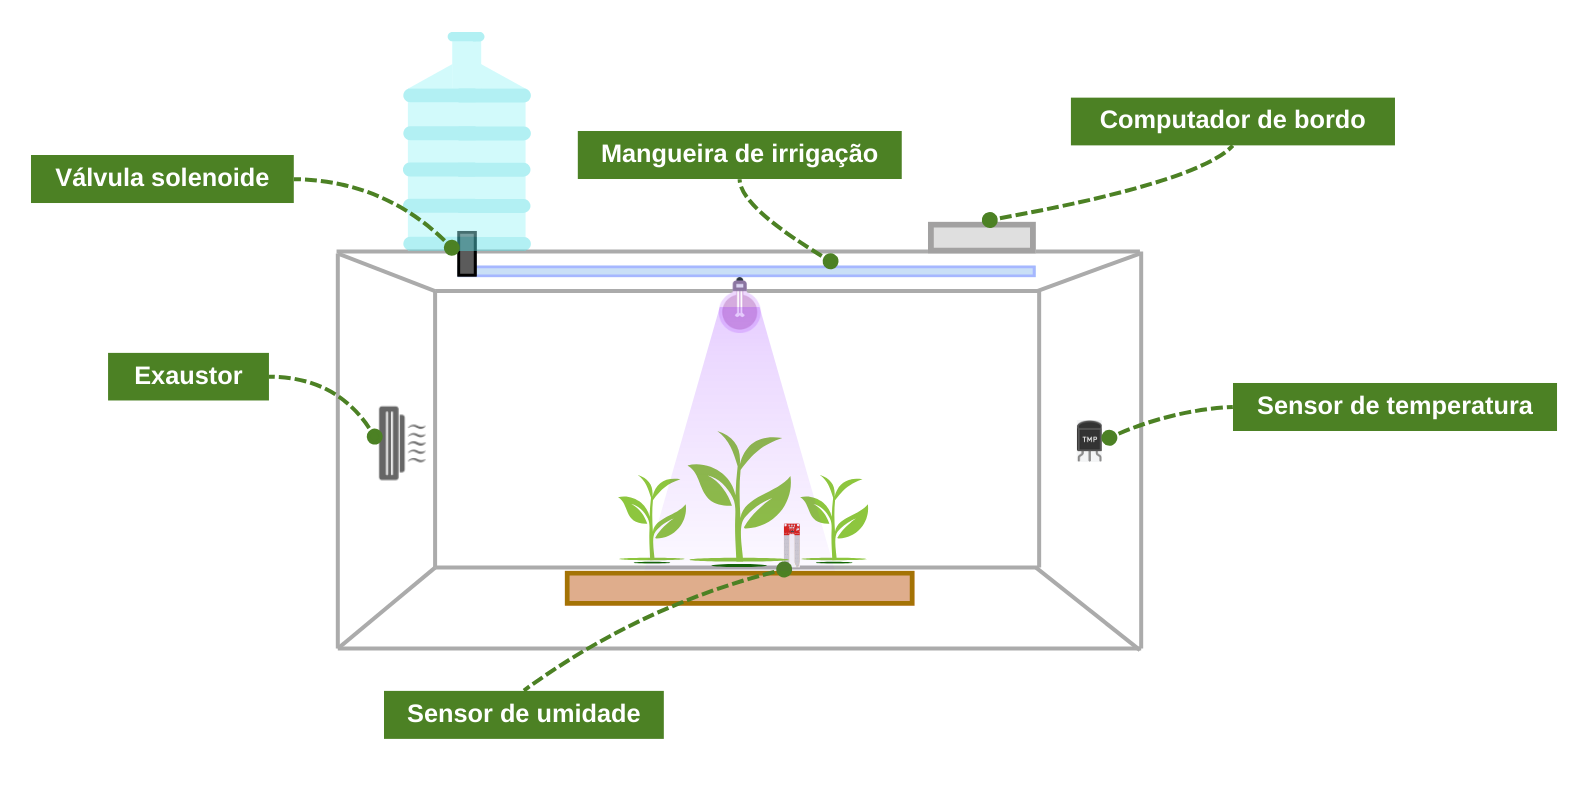 Computador de bordo
Mangueira de irrigação
Válvula solenoide
Exaustor
Sensor de temperatura
TMP
Sensor de umidade